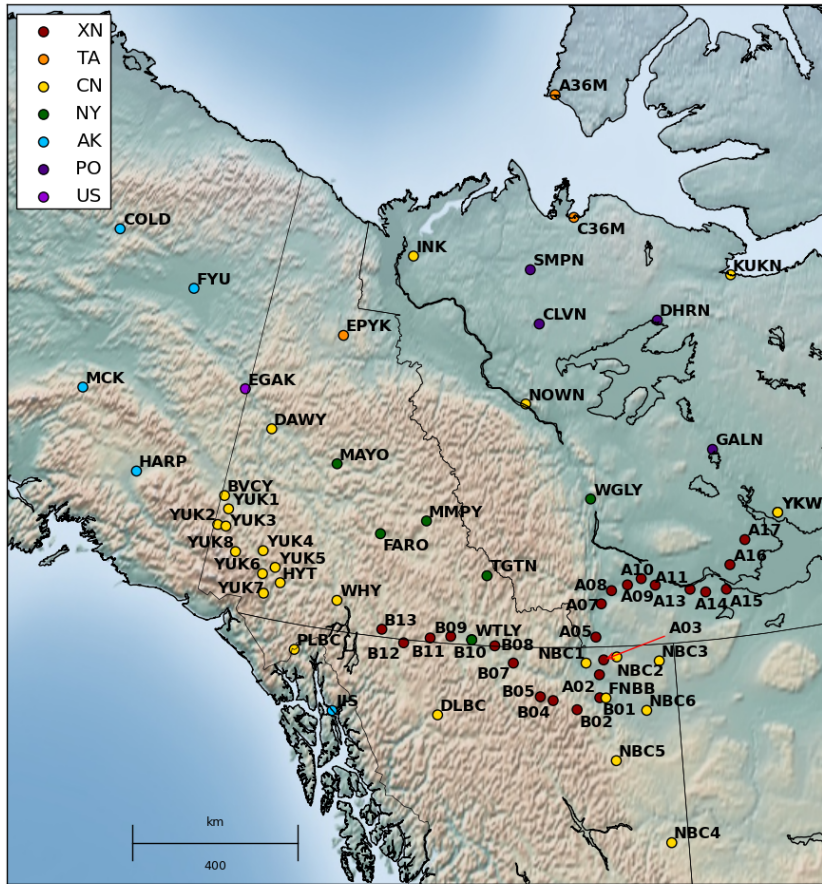 XN
TA
CN
NY
AK
PO
US
A36M
COLD
C36M
INK
SMPN
KUKN
FYU
CLVN
DHRN
EPYK
MCK
EGAK
NOWN
DAWY
GALN
MAYO
HARP
BVCY
WGLY
YKW
YUK1
YUK2
YUK3
MMPY
A17
FARO
YUK8
YUK4
A16
YUK6
YUK5
TGTN
A10
A11
HYT
A08
A09
A13
A14
A15
YUK7
WHY
A07
B13
B09
WTLY
A05
A03
B12
B11
B10
B08
PLBC
NBC1
NBC3
B07
NBC2
A02
B05
FNBB
NBC6
JIS
DLBC
B04
B01
B02
NBC5
km
400
NBC4